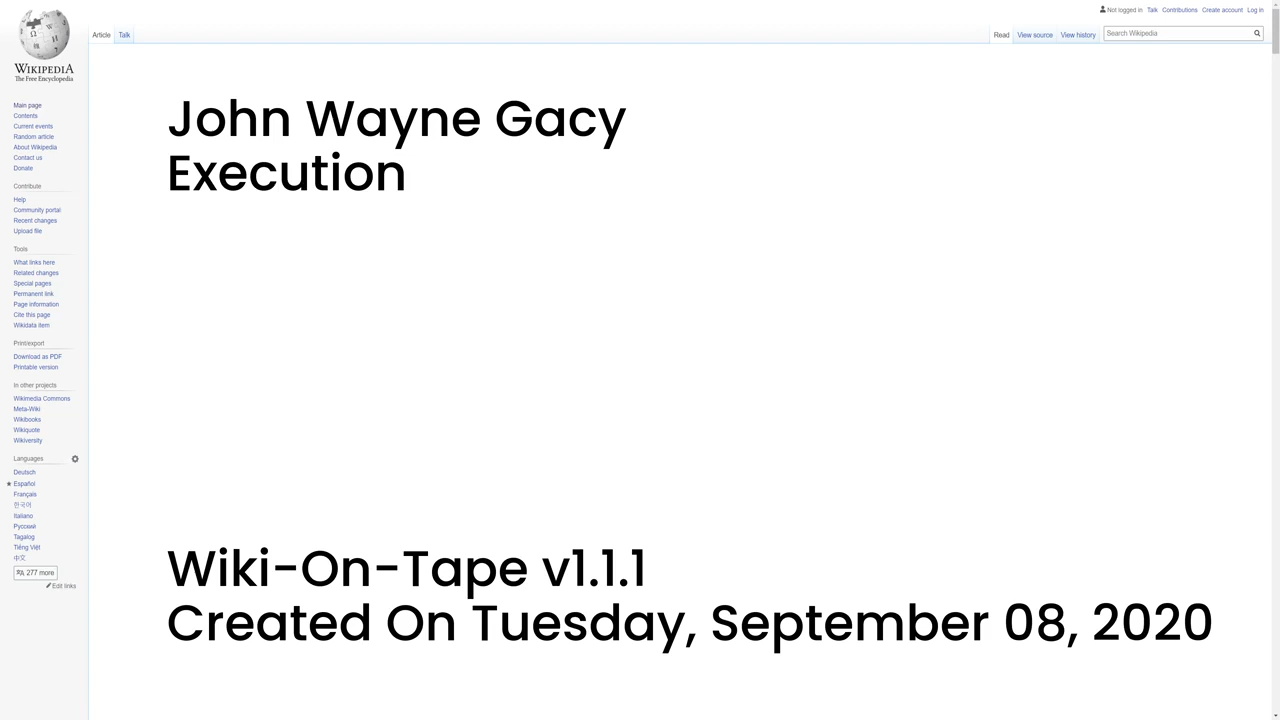 Not logged in Talk Contributions Create account Log in
Article Talk Read View source View history Search Wikipedia
WIKIPEDIA
The Free Encyclopedia
Main page
Contents
Current events
Random article
About Wikipedia
Contact us
Donate
Contribute
Help
Community portal
Recent changes
Upload file
Tools
What links here
Related changes
Special pages
Permanent link
Page information
Cite this page
Wikidata item
Print/export
Download as PDF
Printable version
In other projects
Wikimedia Commons
Meta-Wiki
Wikibooks
Wikiquote
Wikiversity
Languages
Deutsch
Español
Français
한국어
Italiano
Русский
Tagalog
Tiếng Việt
中文
277 more
Edit links
John Wayne Gacy
Execution
Wiki-On-Tape v1.1.1
Created On Tuesday, September 08, 2020